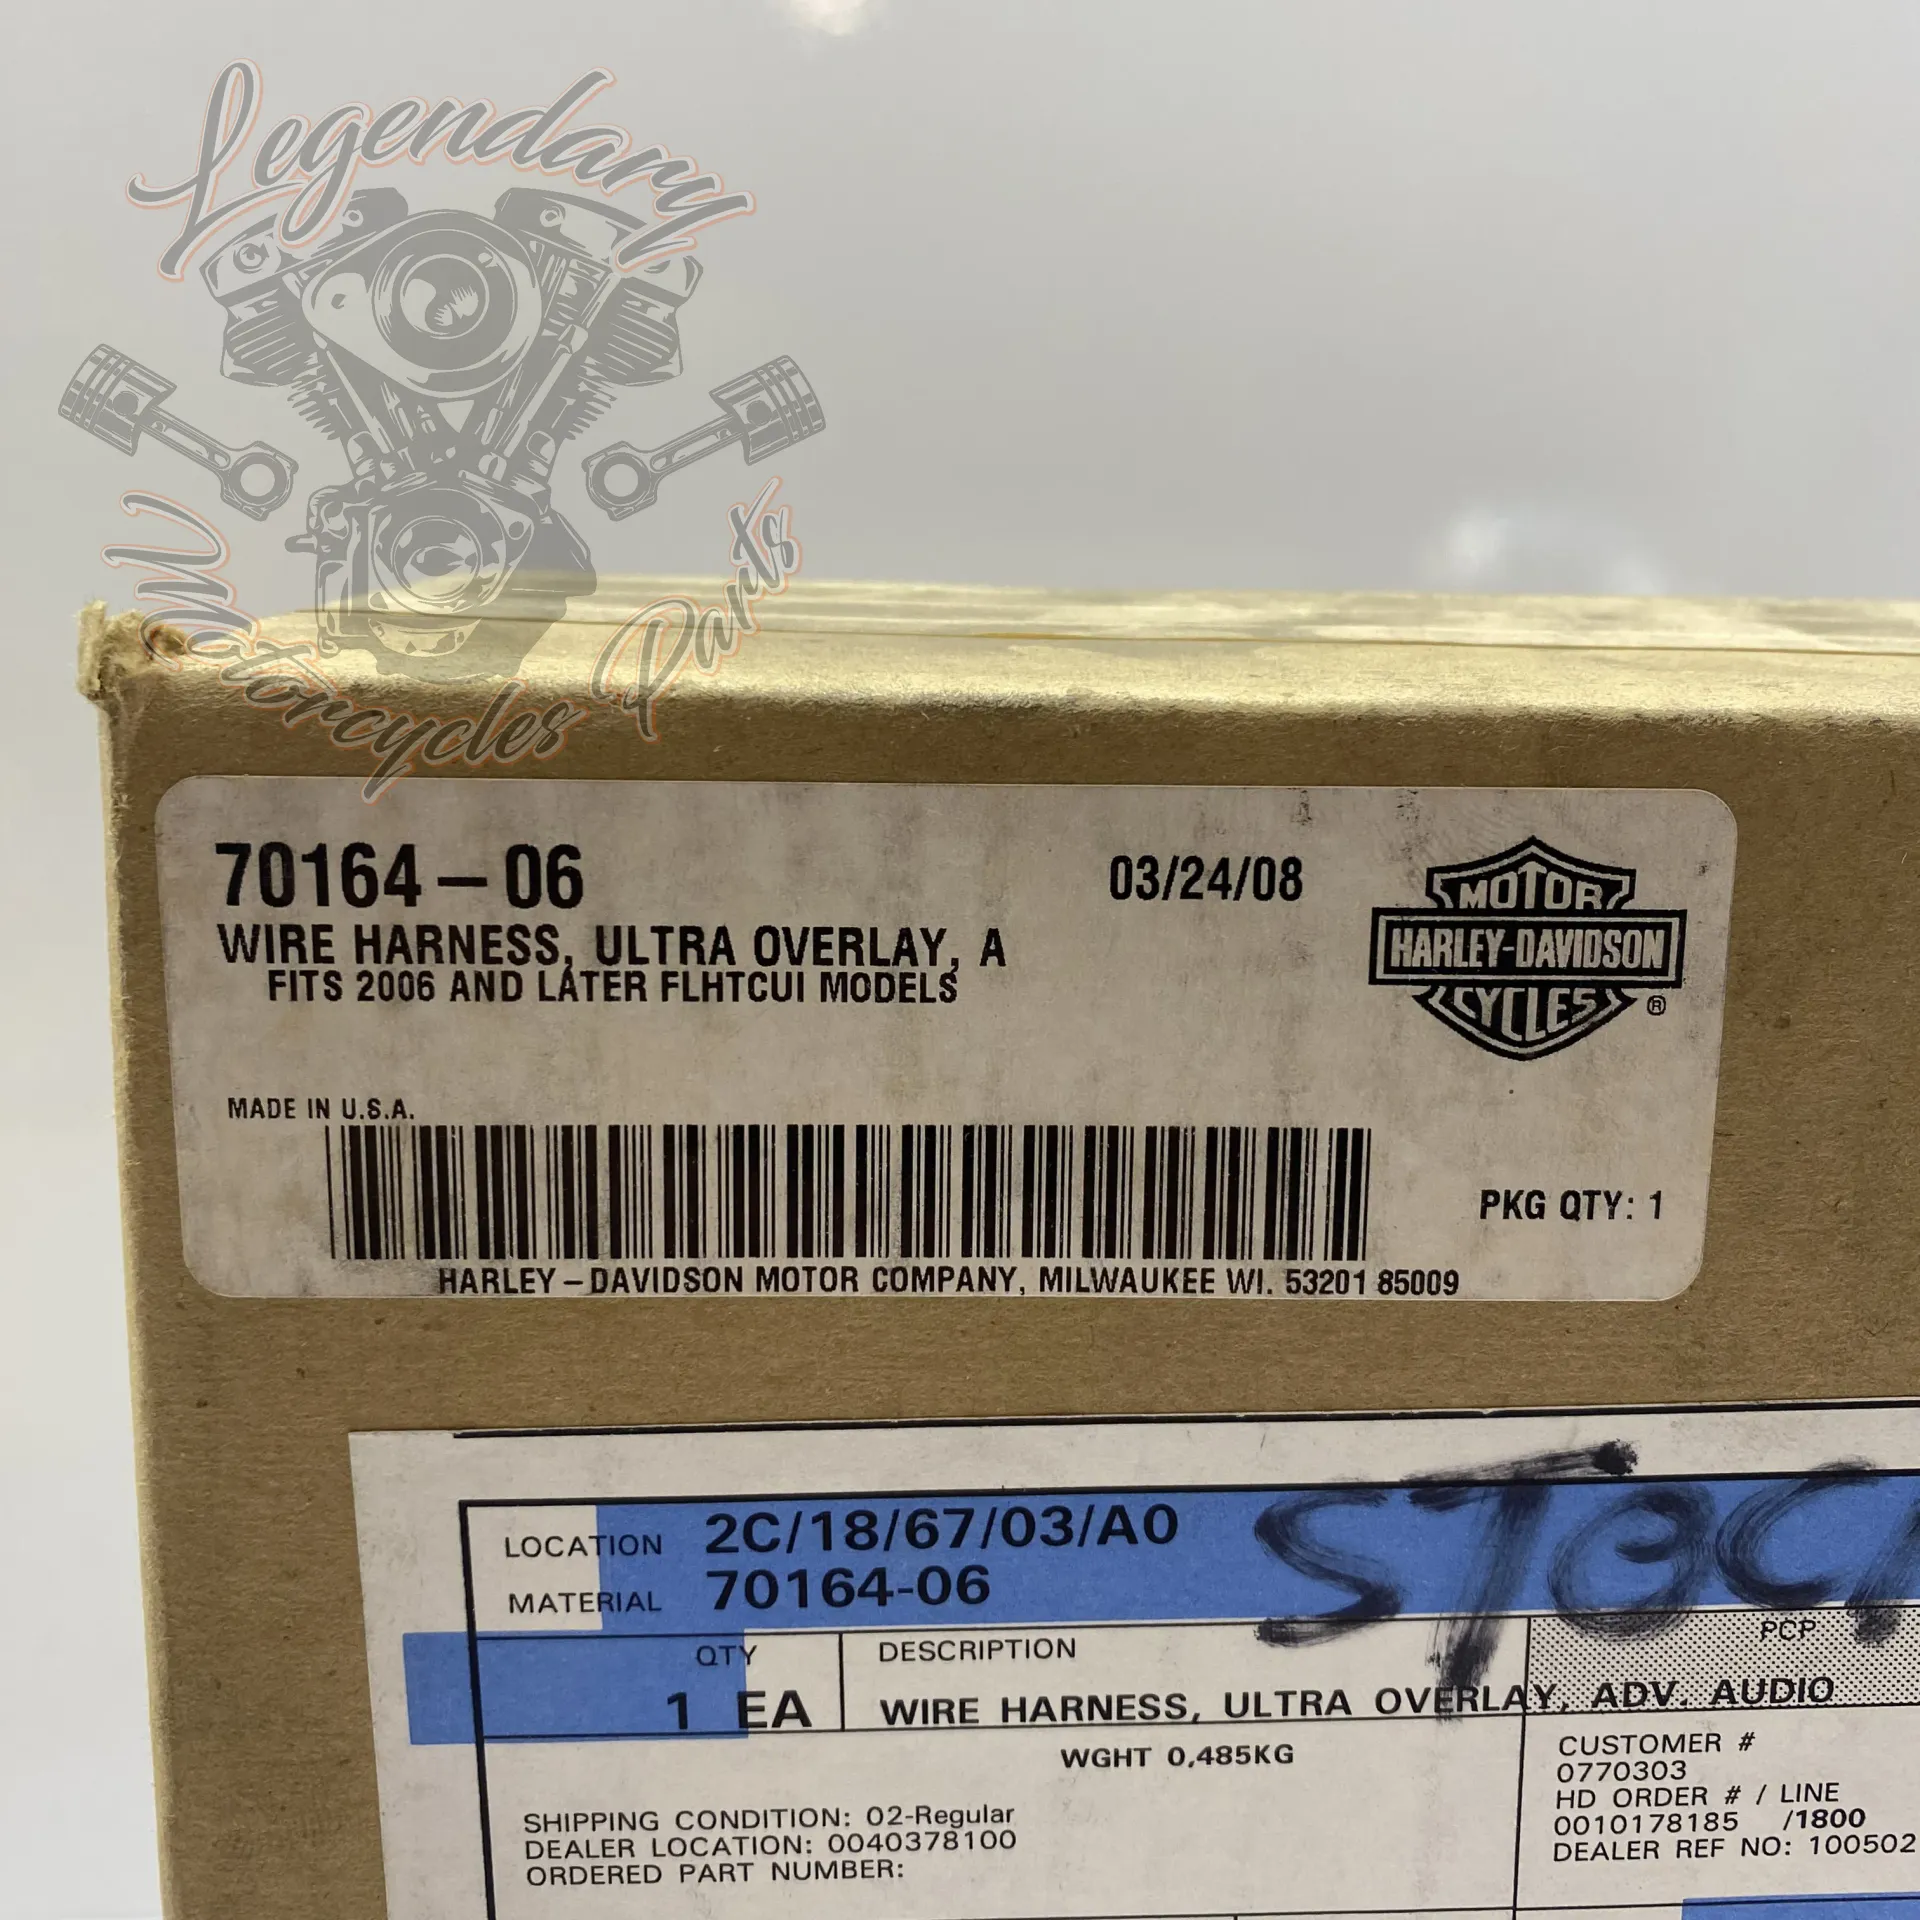 Legendary
Motorcycles Parts
70164-06
03/24/08
WIRE HARNESS, ULTRA OVERLAY, A
FITS 2006 AND LATER FLHTCUI MODELS
MOTOR
HARLEY-DAVIDSON
CYCLES
®
MADE IN U.S.A.
PKG QTY: 1
HARLEY-DAVIDSON MOTOR COMPANY, MILWAUKEE WI. 53201 85009
LOCATION 2C/18/67/03/A0
MATERIAL 70164-06
QTY
1 EA
DESCRIPTION
WIRE HARNESS, ULTRA OVERLAY, ADV. AUDIO
PCP
WGHT 0,485KG
CUSTOMER #
0770303
HD ORDER # / LINE
0010178185 /1800
DEALER REF NO: 100502
SHIPPING CONDITION: 02-Regular
DEALER LOCATION: 0040378100
ORDERED PART NUMBER: